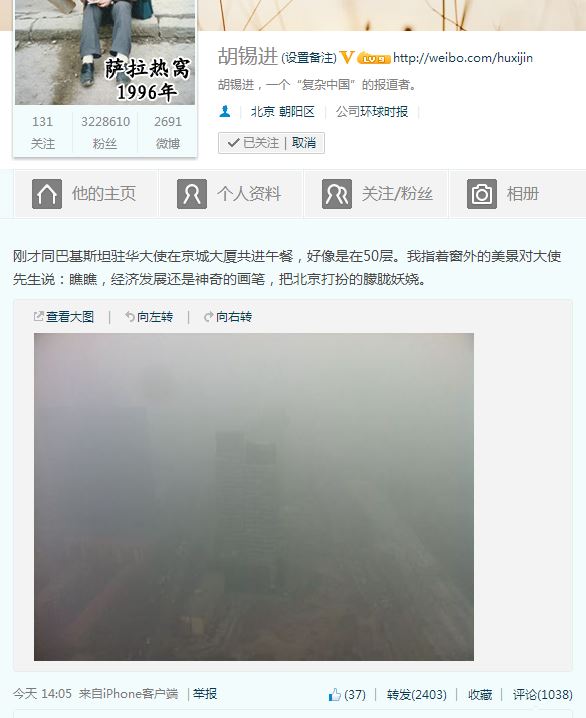 萨拉热窝
1996年
胡锡进 (设置备注) V LV 9 http://weibo.com/huxijin
胡锡进，一个“复杂中国”的报道者。
北京 朝阳区 公司环球时报
131 3228610 2691
关注 粉丝 微博
已关注 | 取消
他的主页 个人资料 关注/粉丝 相册
刚才同巴基斯坦驻华大使在京城大厦共进午餐，好像是在50层。我指着窗外的美景对大使
先生说：瞧瞧，经济发展还是神奇的画笔，把北京打扮的朦胧妖娆。
查看大图 | 向左转 | 向右转
今天 14:05 来自iPhone客户端 | 举报 (37) | 转发(2403) | 收藏 | 评论(1038)